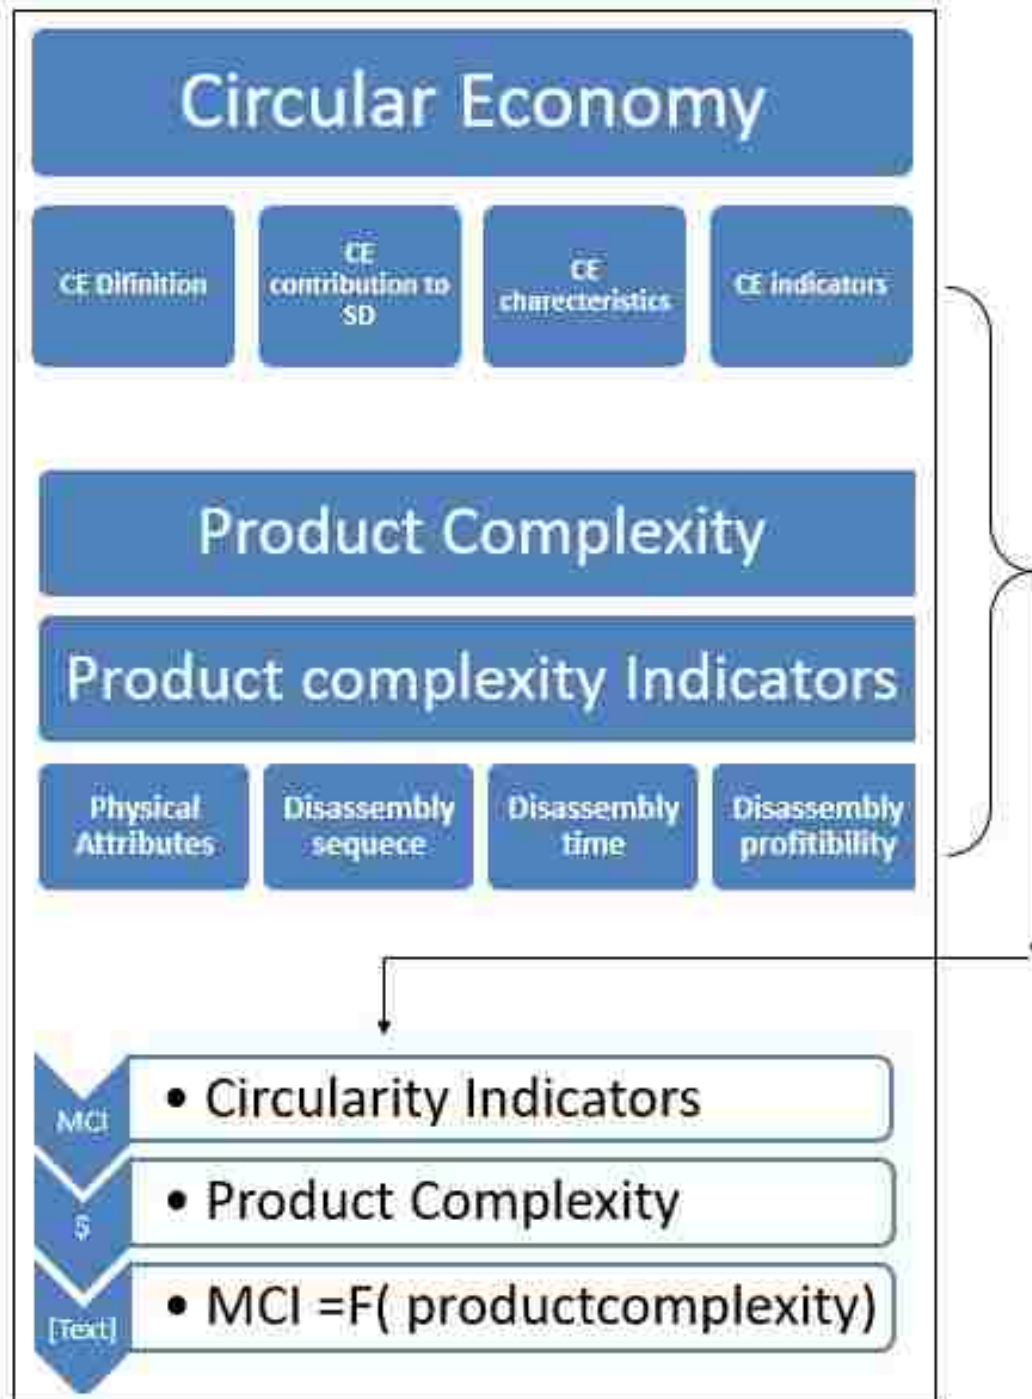 Circular Economy
CE Difinition
CE
contribution to
SD
CE
charecteristics
CE indicators
Product Complexity
Product complexity Indicators
Physical
Attributes
Disassembly
sequece
Disassembly
time
Disassembly
profitibility
MCI
• Circularity Indicators
$
• Product Complexity
[Text]
• MCI =F( productcomplexity)